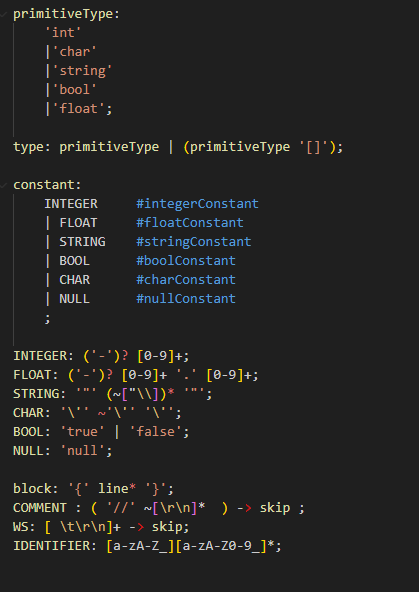 primitiveType:
    'int'
    |'char'
    |'string'
    |'bool'
    |'float';

type: primitiveType | (primitiveType '[]');

constant:
    INTEGER     #integerConstant
    | FLOAT     #floatConstant
    | STRING    #stringConstant
    | BOOL      #boolConstant
    | CHAR      #charConstant
    | NULL      #nullConstant
    ;

INTEGER: ('-')? [0-9]+;
FLOAT: ('-')? [0-9]+ '.' [0-9]+;
STRING: '"' (~["\\])* '"';
CHAR: '\'' ~'\'' '\'';
BOOL: 'true' | 'false';
NULL: 'null';

block: '{' line* '}';
COMMENT : ( '//' ~[\r\n]*  ) -> skip ;
WS: [ \t\r\n]+ -> skip;
IDENTIFIER: [a-zA-Z_][a-zA-Z0-9_]*;